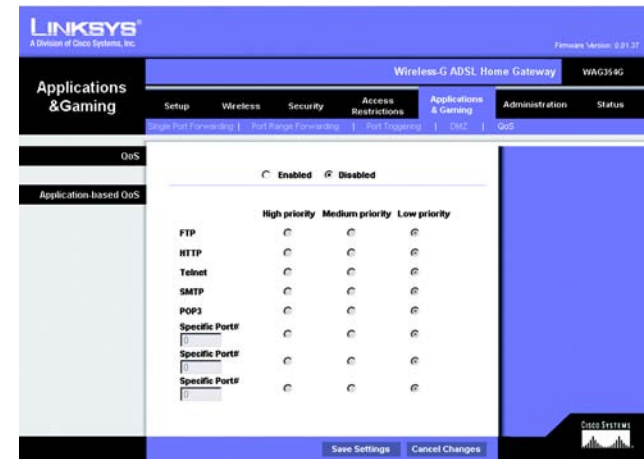 LINKSYS®
A Division of Cisco Systems, Inc.
Firmware Version: 0.01.37
Wireless-G ADSL Home Gateway WAG354G
Applications &Gaming
Setup Wireless Security Access Restrictions Applications & Gaming Administration Status
Single Port Forwarding | Port Range Forwarding | Port Triggering | DMZ | QoS
QoS
Enabled Disabled
Application-based QoS
High priority Medium priority Low priority
FTP
HTTP
Telnet
SMTP
POP3
Specific Port#
0
Specific Port#
0
Specific Port#
0
Save Settings Cancel Changes
CISCO SYSTEMS